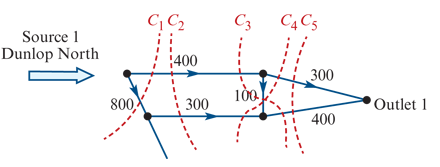 Source 1
Dunlop North
C1 C2
C3
C4 C5
400
300
800
300
100
400
Outlet 1